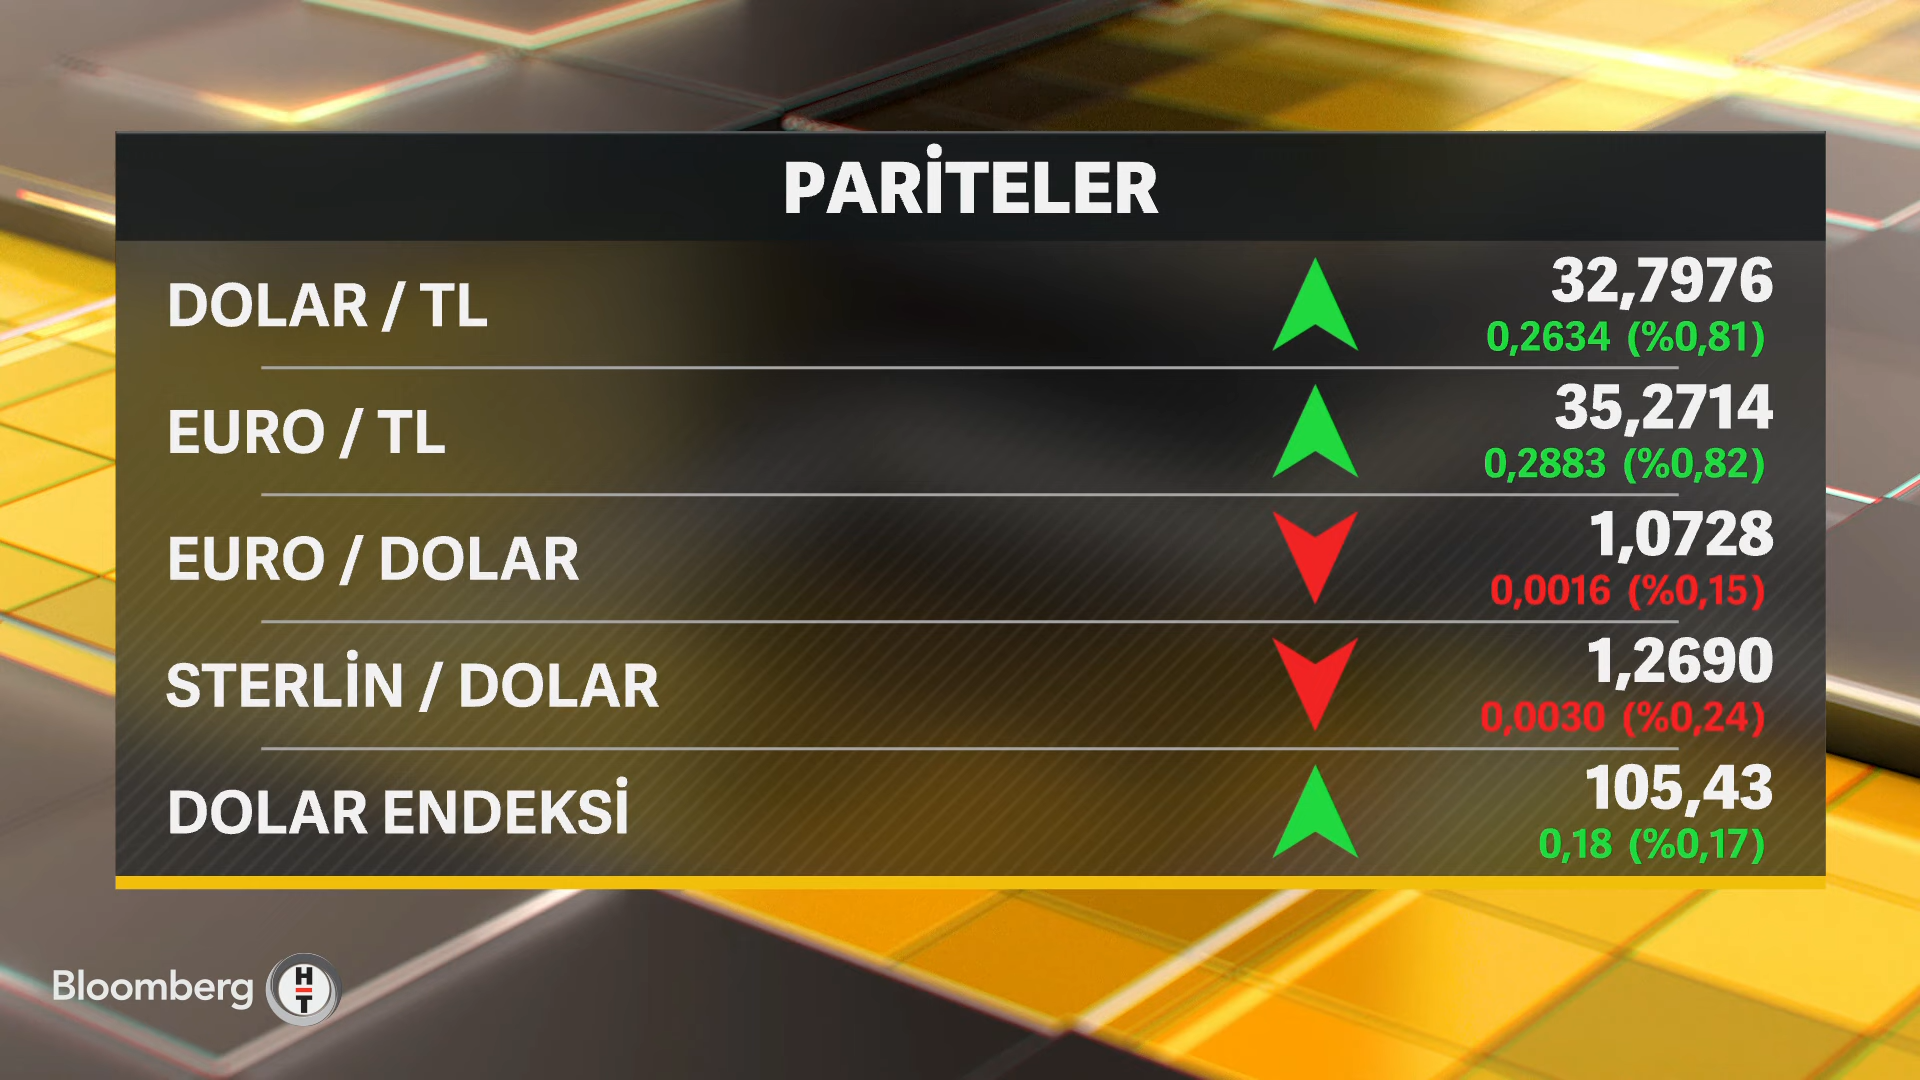 PARİTELER
DOLAR / TL
32,7976
0,2634 (%0,81)
EURO / TL
35,2714
0,2883 (%0,82)
EURO / DOLAR
1,0728
0,0016 (%0,15)
STERLİN / DOLAR
1,2690
0,0030 (%0,24)
DOLAR ENDEKSİ
105,43
0,18 (%0,17)
Bloomberg HT